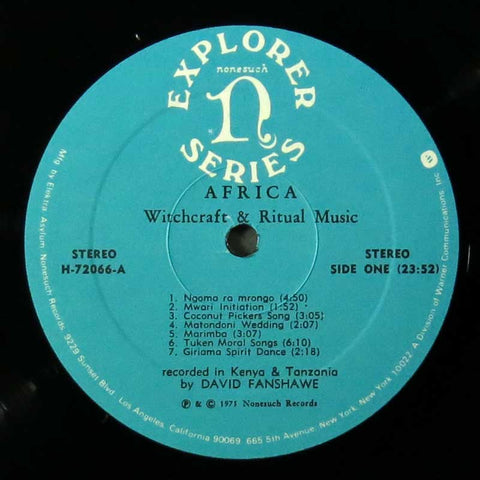 EXPLORER
nonesuch
n
SERIES
AFRICA
Witchcraft & Ritual Music
STEREO
H-72066-A
STEREO
SIDE ONE (23:52)
1. Ngoma ra mrongo (4:50)
2. Mwari Initiation (1:52)
3. Coconut Pickers Song (3:05)
4. Matondoni Wedding (2:07)
5. Marimba (3:07)
6. Tuken Moral Songs (6:10)
7. Giriama Spirit Dance (2:18)
recorded in Kenya & Tanzania
by DAVID FANSHAWE
℗ & © 1975 Nonesuch Records
Mfg by Elektra Asylum Nonesuch Records, 9229 Sunset Blvd. Los Angeles, California 90069 665 5th Avenue, New York, New York 10022. A Division of Warner Communications, Inc.